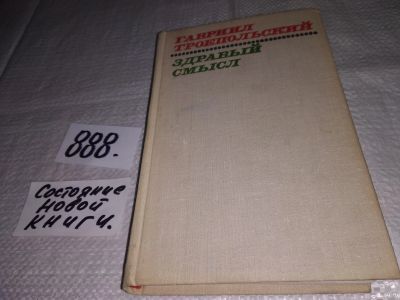 ГАВРИИЛ
ТРОЕПОЛЬСКИЙ
ЗДРАВЫЙ
СМЫСЛ
888.
Состояние
новой
книги.